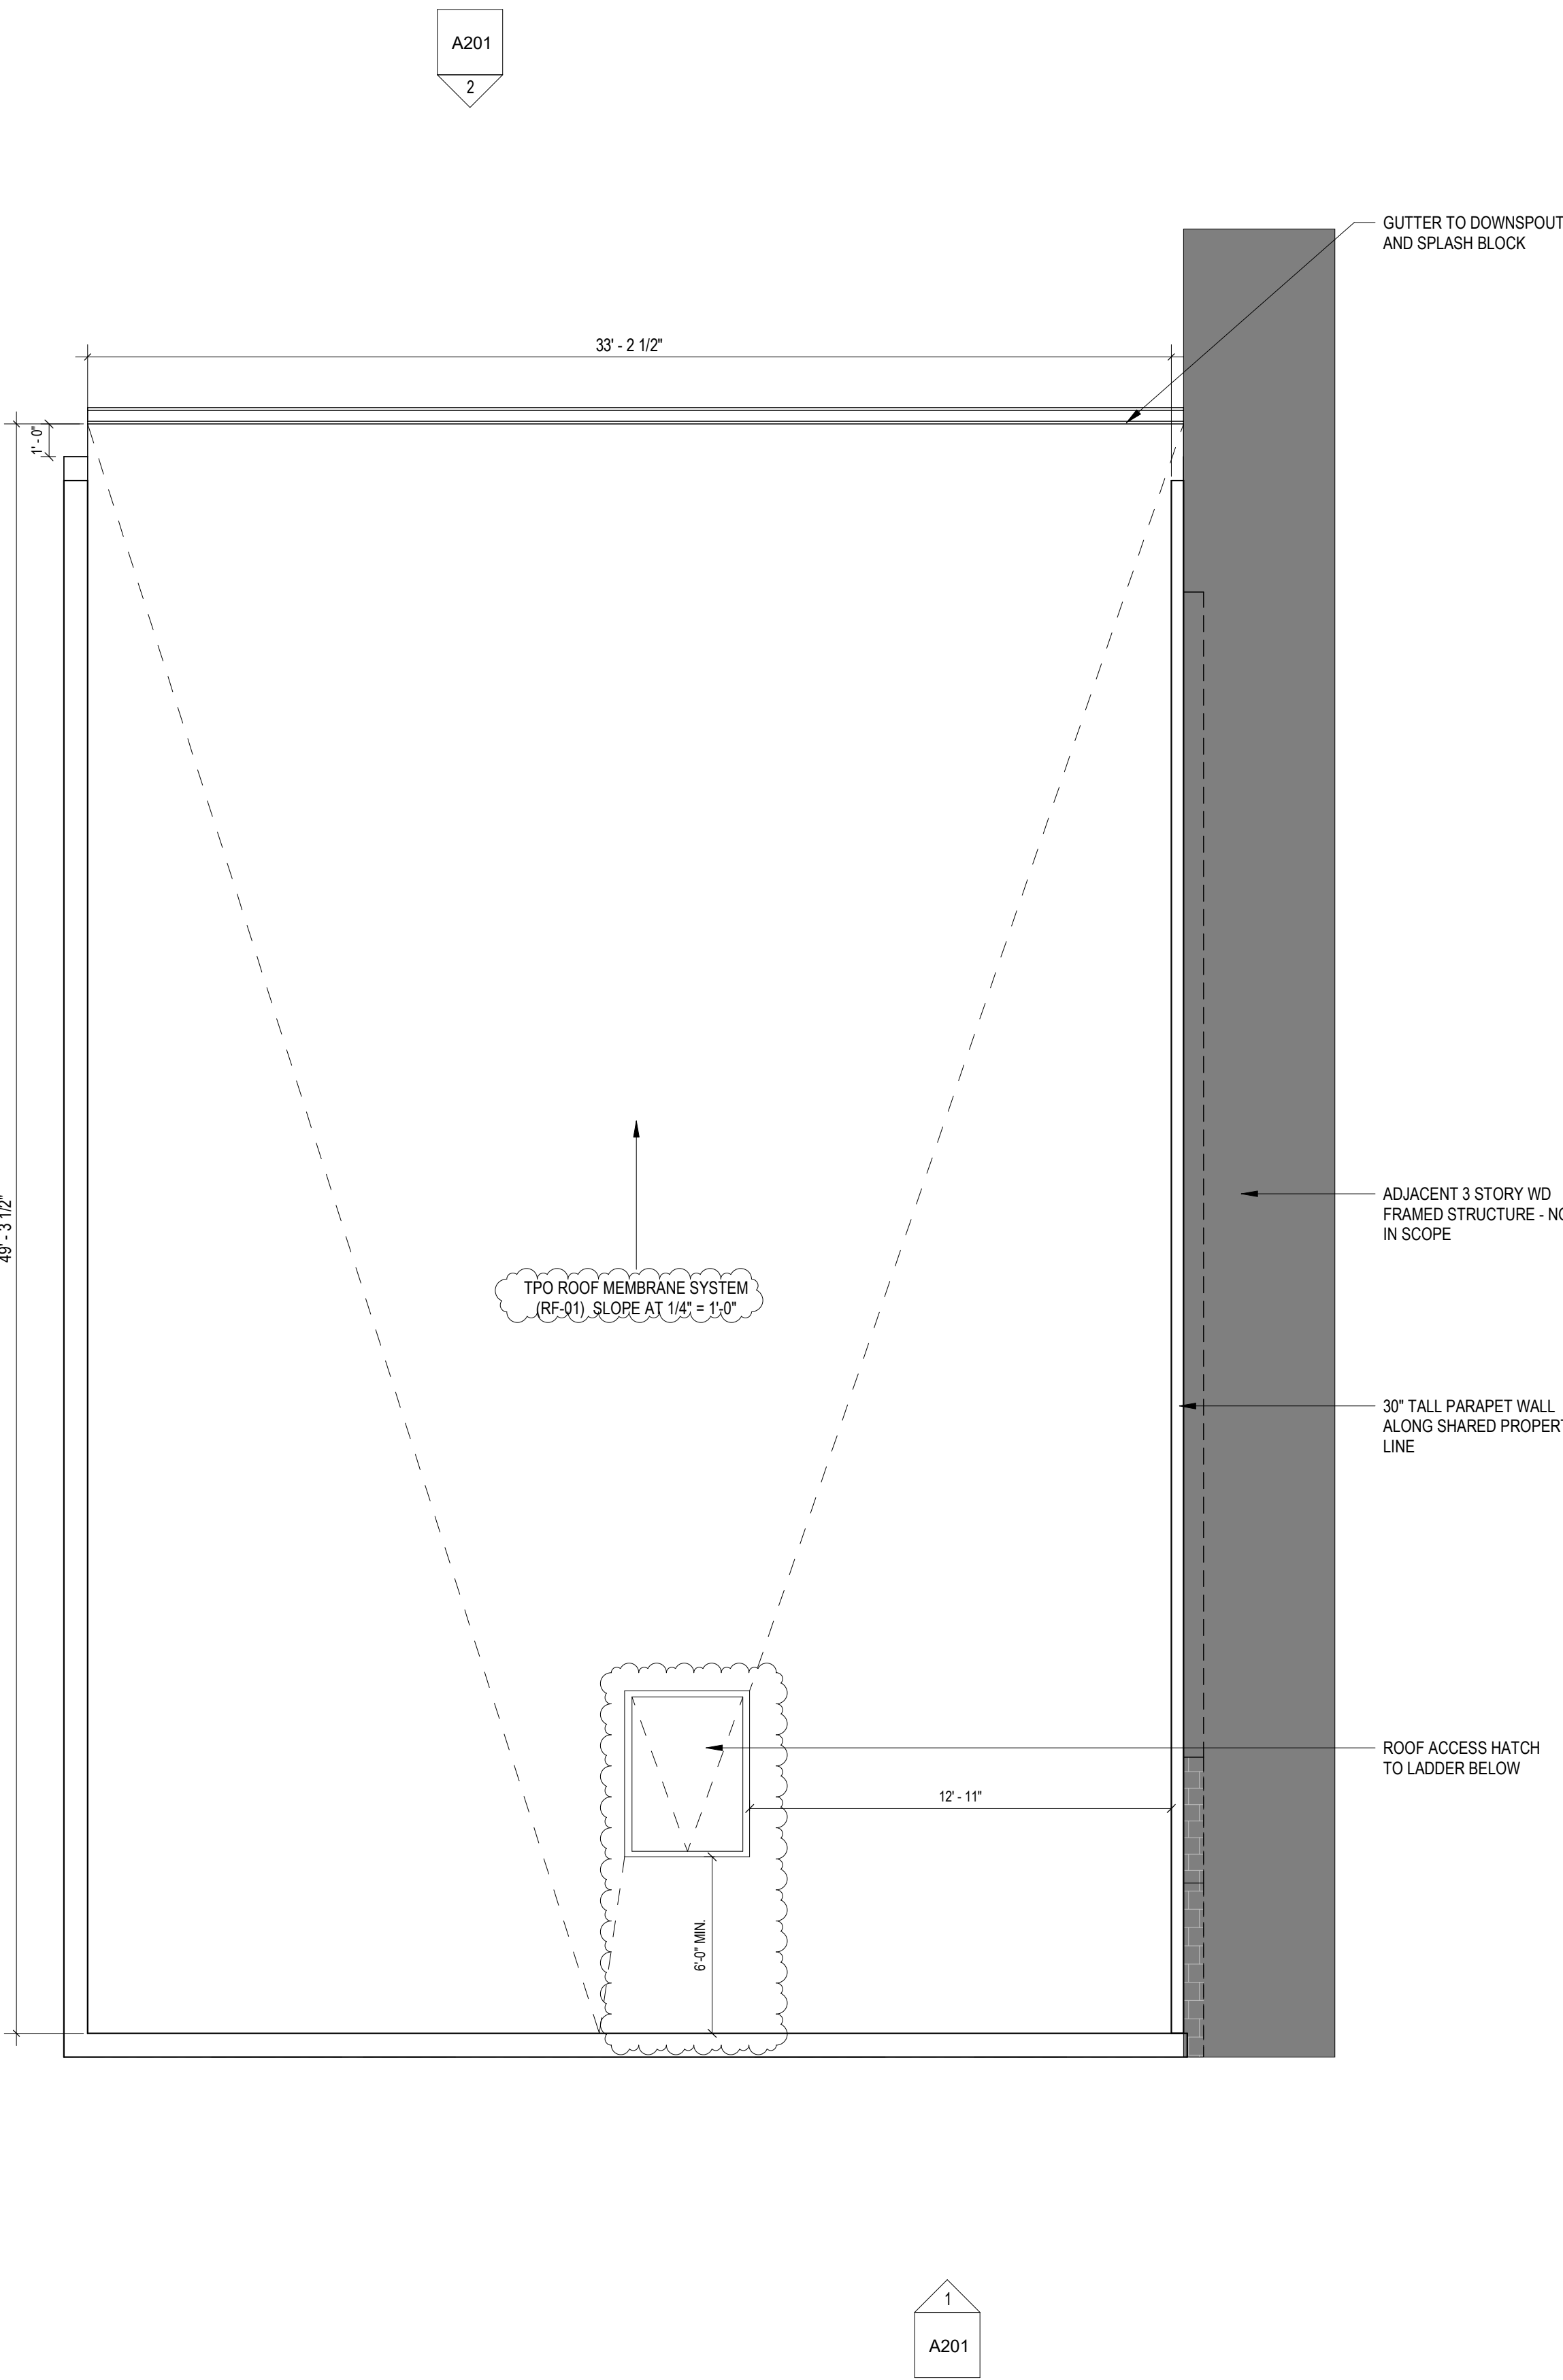 A201
2
GUTTER TO DOWNSPOUT
AND SPLASH BLOCK
33' - 2 1/2"
1' - 0"
49' - 3 1/2"
ADJACENT 3 STORY WD
FRAMED STRUCTURE - NO
IN SCOPE
TPO ROOF MEMBRANE SYSTEM
(RF-01) SLOPE AT 1/4" = 1'-0"
30" TALL PARAPET WALL
ALONG SHARED PROPERT
LINE
ROOF ACCESS HATCH
TO LADDER BELOW
12' - 11"
6'-0" MIN.
1
A201